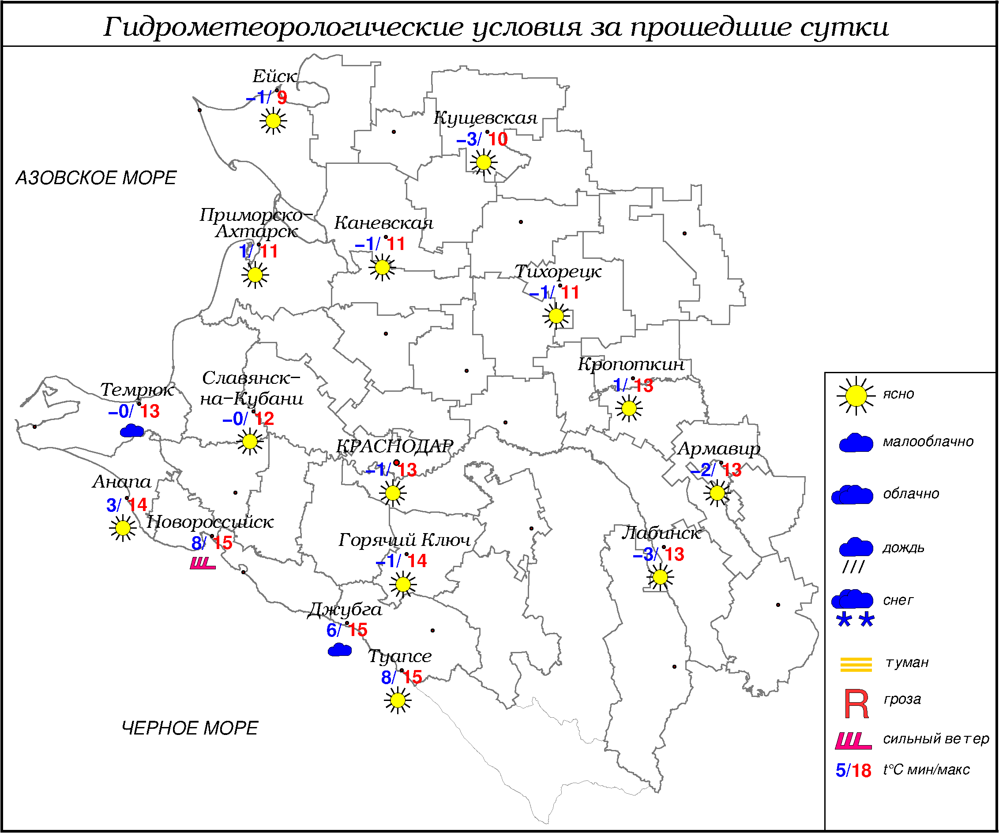 Гидрометеорологические условия за прошедшие сутки
Ейск
−1/ 9
Кущевская
−3/ 10
АЗОВСКОЕ МОРЕ
Приморско−
Ахтарск
1/ 11
Каневская
−1/ 11
Тихорецк
−1/ 11
Кропоткин
1/ 13
Темрюк
−0/ 13
Славянск−
на−Кубани
−0/ 12
КРАСНОДАР
−1/ 13
Армавир
−2/ 13
Анапа
3/ 14
Новороссийск
8/ 15
Горячий Ключ
−1/ 14
Лабинск
−3/ 13
Джубга
6/ 15
Туапсе
8/ 15
ЧЕРНОЕ МОРЕ
ясно
малооблачно
облачно
дождь
снег
туман
R гроза
сильный ветер
5/18 t°C мин/макс